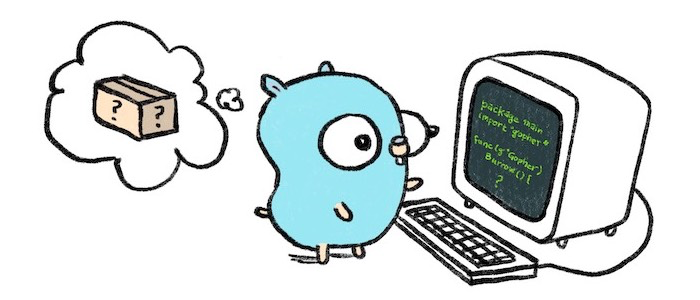 ? ?
package main
import "gopher"
func (g *Gopher)
Burrow() {
?